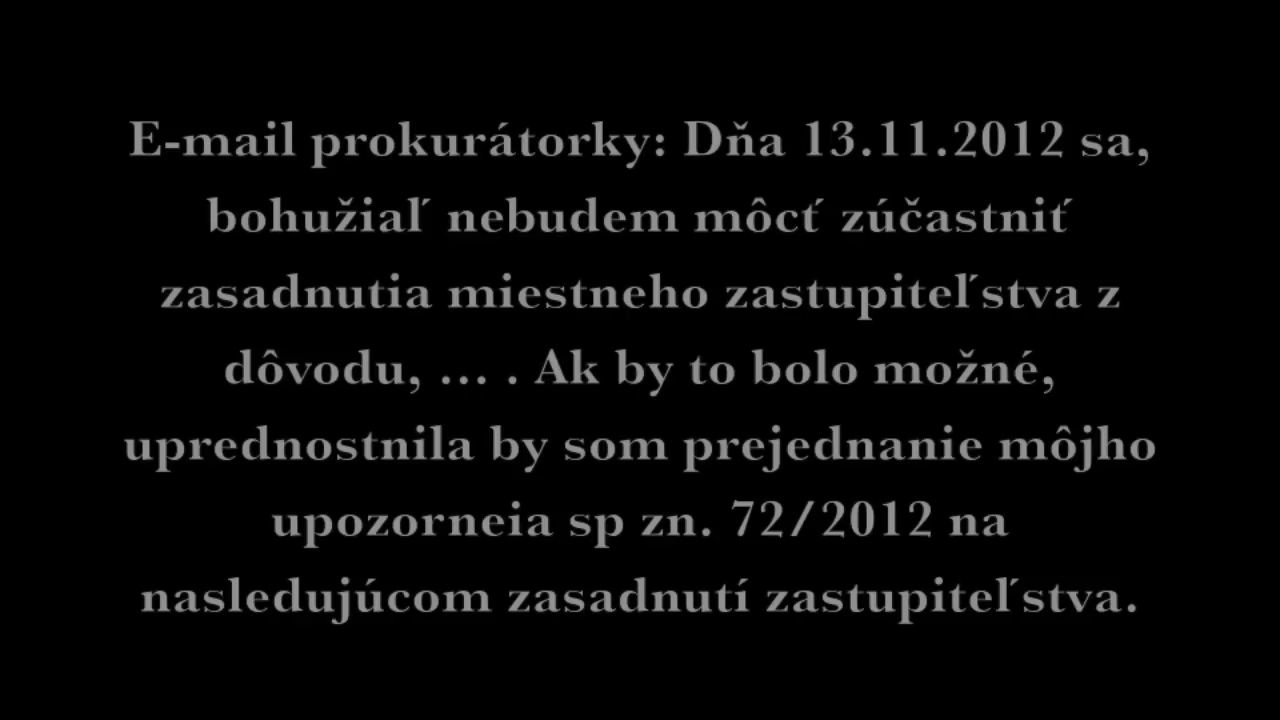 E-mail prokurátorky: Dňa 13.11.2012 sa,
bohužiaľ nebudem môcť zúčastniť
zasadnutia miestneho zastupiteľstva z
dôvodu, ... . Ak by to bolo možné,
uprednostnila by som prejednanie môjho
upozorneia sp zn. 72/2012 na
nasledujúcom zasadnutí zastupiteľstva.